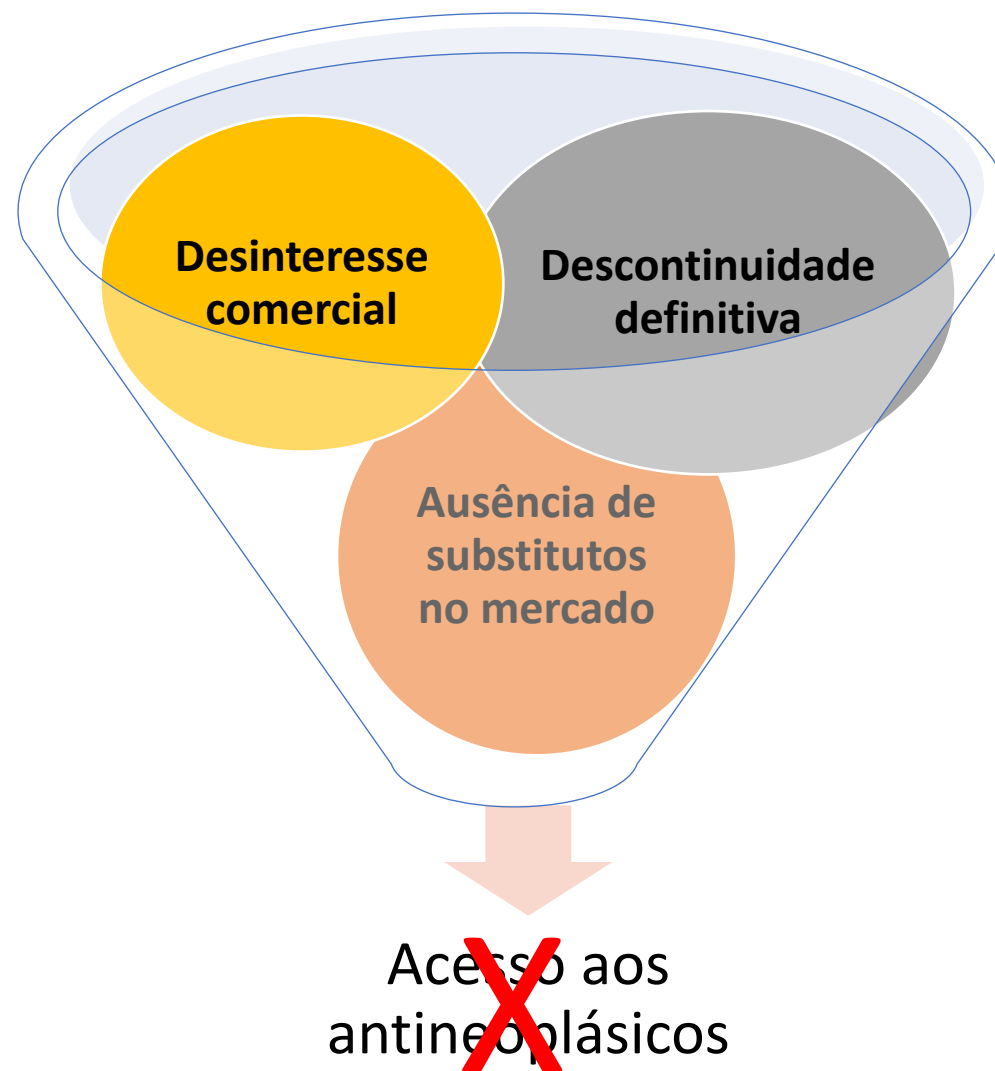 Desinteresse
comercial
Descontinuidade
definitiva
Ausência de
substitutos
no mercado
Acesso aos
antineoplásicos
X